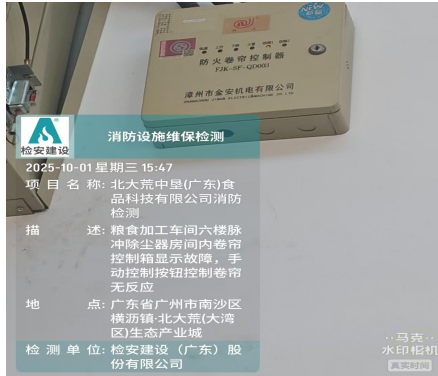 NEW
防火卷帘控制器
FJK-SF-QD003
漳州市金安机电有限公司
检安建设
消防设施维保检测
2025-10-01 星期三 15:47
项目名称: 北大荒中垦(广东)食
品科技有限公司消防
检测
描述: 粮食加工车间六楼脉
冲除尘器房间内卷帘
控制箱显示故障，手
动控制按钮控制卷帘
无反应
地点: 广东省广州市南沙区
横沥镇·北大荒(大湾
区)生态产业城
检测单位: 检安建设（广东）股
份有限公司
马克
水印相机
真实时间